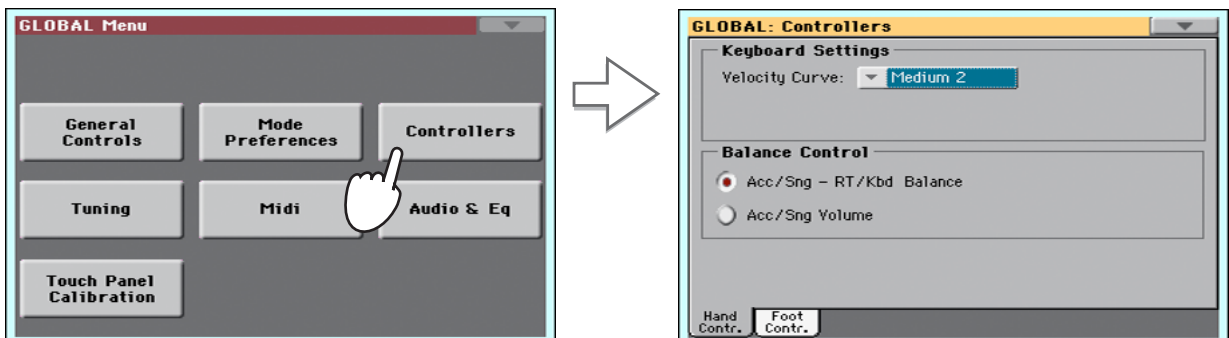 GLOBAL Menu
General
Controls
Mode
Preferences
Controllers
Tuning
Midi
Audio & Eq
Touch Panel
Calibration
GLOBAL: Controllers
Keyboard Settings
Velocity Curve: Medium 2
Balance Control
Acc/Sng - RT/Kbd Balance
Acc/Sng Volume
Hand
Contr.
Foot
Contr.